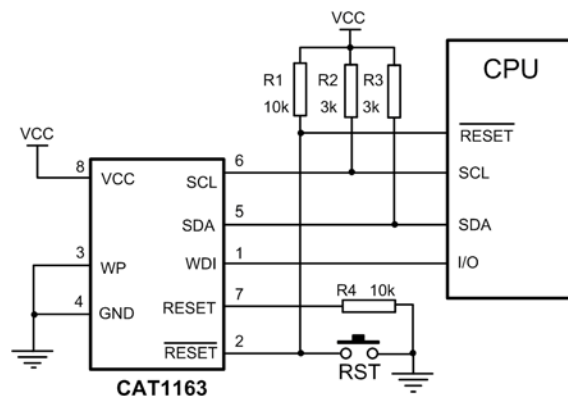 VCC
R1
10k
R2
3k
R3
3k
CPU
RESET
SCL
SDA
I/O
VCC
8
VCC
3
WP
4
GND
SCL
6
SDA
5
WDI
1
RESET
7
RESET
2
R4 10k
RST
CAT1163